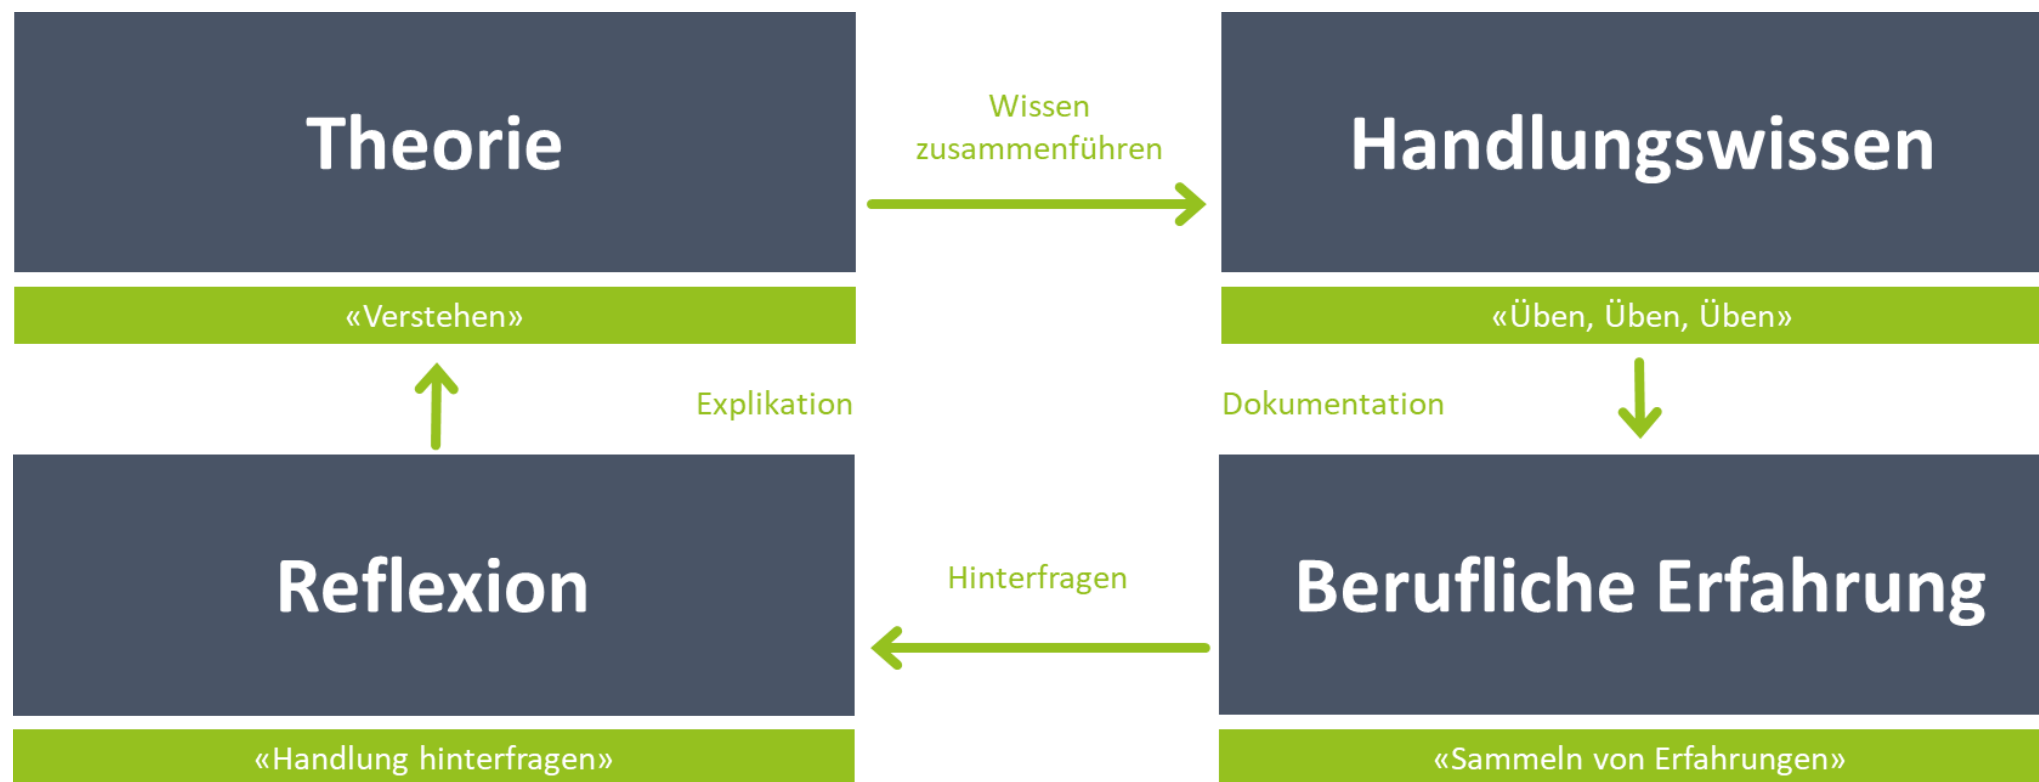 Theorie
Wissen
zusammenführen
Handlungswissen
«Verstehen»
«Üben, Üben, Üben»
Explikation
Dokumentation
Reflexion
Hinterfragen
Berufliche Erfahrung
«Handlung hinterfragen»
«Sammeln von Erfahrungen»